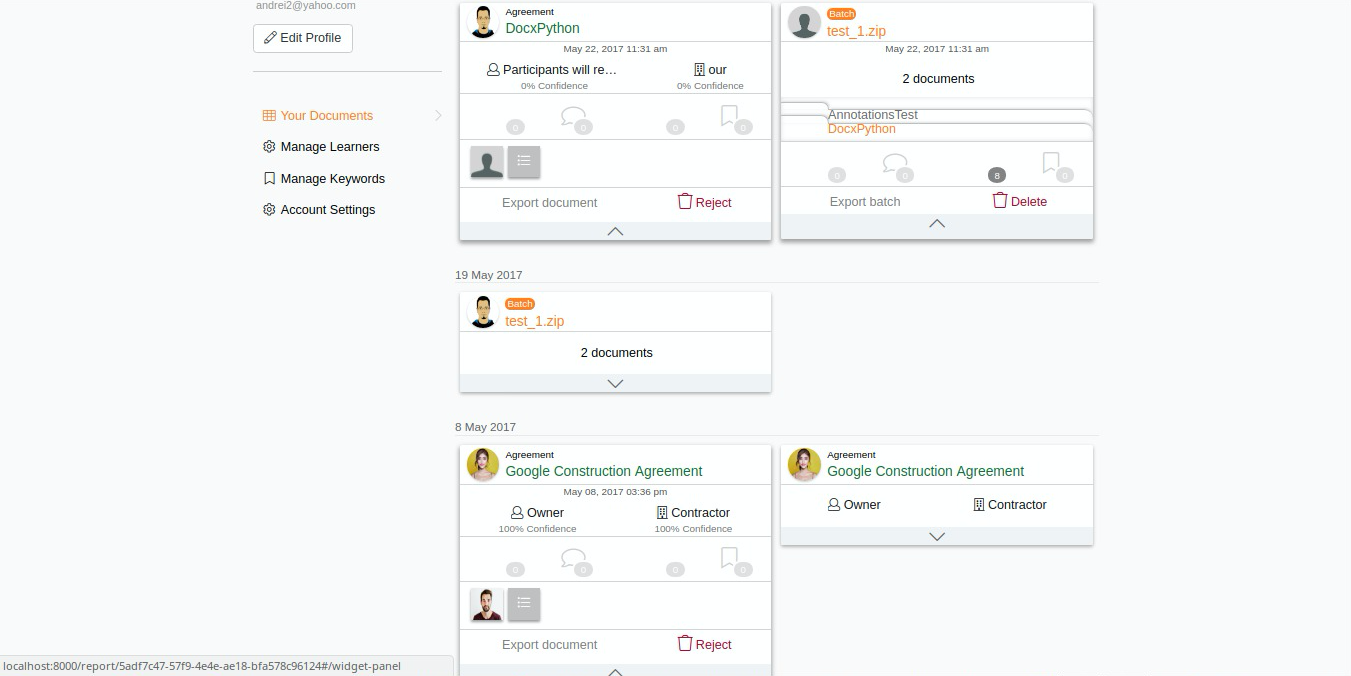 andrei2@yahoo.com
Edit Profile
Your Documents
Manage Learners
Manage Keywords
Account Settings
Agreement
DocxPython
May 22, 2017 11:31 am
Participants will re… our
0% Confidence 0% Confidence
0 0 0 0
Export document Reject
Batch
test_1.zip
May 22, 2017 11:31 am
2 documents
AnnotationsTest
DocxPython
0 0 8 0
Export batch Delete
19 May 2017
Batch
test_1.zip
2 documents
8 May 2017
Agreement
Google Construction Agreement
May 08, 2017 03:36 pm
Owner Contractor
100% Confidence 100% Confidence
0 0 0 0
Export document Reject
Agreement
Google Construction Agreement
Owner Contractor
localhost:8000/report/5adf7c47-57f9-4e4e-ae18-bfa578c96124#/widget-panel